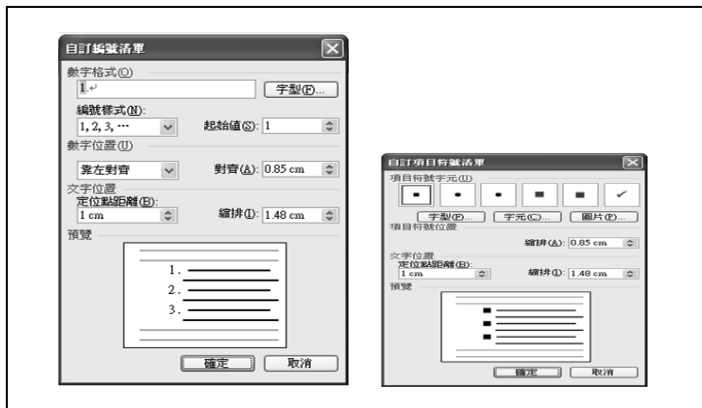 自訂編號清單
數字格式(O)
1.↵
字型(F)...
編號樣式(N):
1, 2, 3, …
起始值(S): 1
數字位置(U)
靠左對齊
對齊(A): 0.85 cm
文字位置
定位點距離(B):
1 cm
縮排(I): 1.48 cm
預覽
1.
2.
3.
確定
取消
自訂項目符號清單
項目符號字元(U)
字型(F)...
字元(C)...
圖片(P)...
項目符號位置
縮排(A): 0.85 cm
文字位置
定位點距離(B):
1 cm
縮排(I): 1.48 cm
預覽
確定
取消